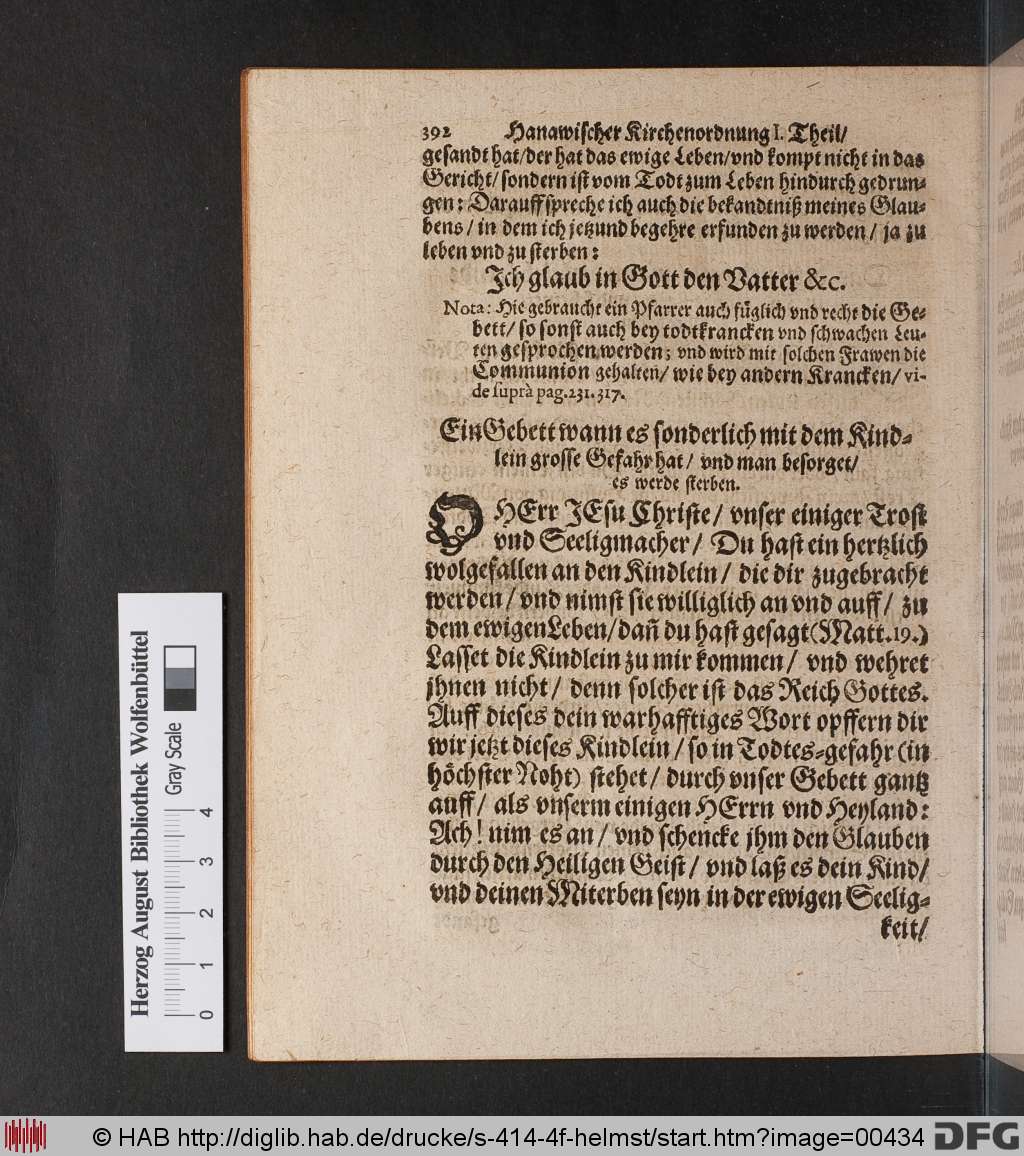 392 Hanawischer Kirchenordnung I. Theil/
gesandt hat/der hat das ewige Leben/vnd kompt nicht in das
Gericht/ sondern ist vom Todt zum Leben hindurch gedrun-
gen: Darauff spreche ich auch die bekandtniß meines Glau-
bens/ in dem ich jetzund begehre erfunden zu werden/ ja zu
leben vnd zu sterben:
Ich glaub in Gott den Vatter &c.
Nota: Hie gebraucht ein Pfarrer auch füglich vnd recht die Ge-
bett/ so sonst auch bey todtkrancken vnd schwachen Leu-
ten gesprochen werden; vnd wird mit solchen Frawen die
Communion gehalten/ wie bey andern Krancken/ vi-
de suprà pag.231.317.
Ein Gebett wann es sonderlich mit dem Kind-
lein grosse Gefahr hat/ vnd man besorget/
es werde sterben.
O HErr JEsu Christe/ vnser einiger Trost
vnd Seeligmacher/ Du hast ein hertzlich
wolgefallen an den Kindlein/ die dir zugebracht
werden/ vnd nimst sie williglich an vnd auff/ zu
dem ewigen Leben/ dañ du hast gesagt (Matt.19.)
Lasset die Kindlein zu mir kommen/ vnd wehret
jhnen nicht/ denn solcher ist das Reich Gottes.
Auff dieses dein warhafftiges Wort opffern dir
wir jetzt dieses Kindlein/ so in Todtes-gefahr (in
höchster Noht) stehet/ durch vnser Gebett gantz
auff/ als vnserm einigen HErrn vnd Heyland:
Ach! nim es an/ vnd schencke jhm den Glauben
durch den Heiligen Geist/ vnd laß es dein Kind/
vnd deinen Miterben seyn in der ewigen Seelig-
keit/
Herzog August Bibliothek Wolfenbüttel
Gray Scale
0 1 2 3 4
© HAB http://diglib.hab.de/drucke/s-414-4f-helmst/start.htm?image=00434 DFG